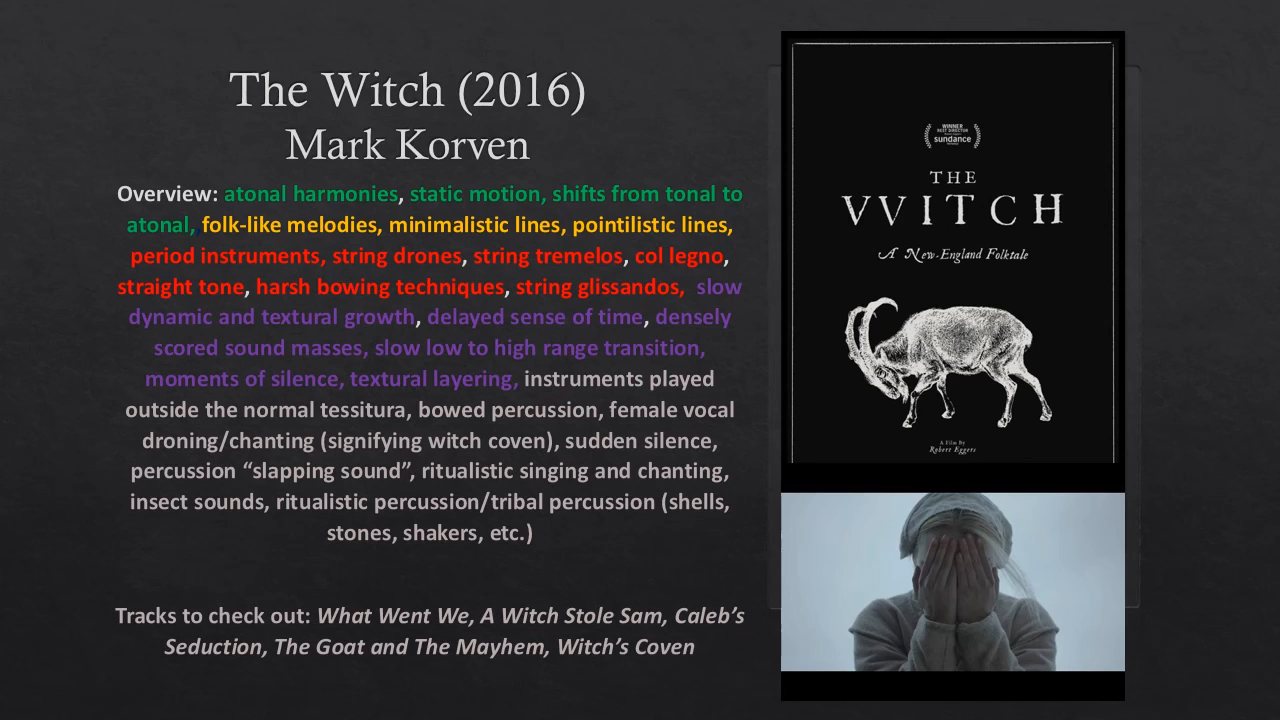 The Witch (2016)
Mark Korven
Overview: atonal harmonies, static motion, shifts from tonal to
atonal, folk-like melodies, minimalistic lines, pointilistic lines,
period instruments, string drones, string tremelos, col legno,
straight tone, harsh bowing techniques, string glissandos, slow
dynamic and textural growth, delayed sense of time, densely
scored sound masses, slow low to high range transition,
moments of silence, textural layering, instruments played
outside the normal tessitura, bowed percussion, female vocal
droning/chanting (signifying witch coven), sudden silence,
percussion “slapping sound”, ritualistic singing and chanting,
insect sounds, ritualistic percussion/tribal percussion (shells,
stones, shakers, etc.)
Tracks to check out: What Went We, A Witch Stole Sam, Caleb’s
Seduction, The Goat and The Mayhem, Witch’s Coven
WINNER
BEST DIRECTOR
sundance
THE
VVITCH
A New-England Folktale
A Film By
Robert Eggers